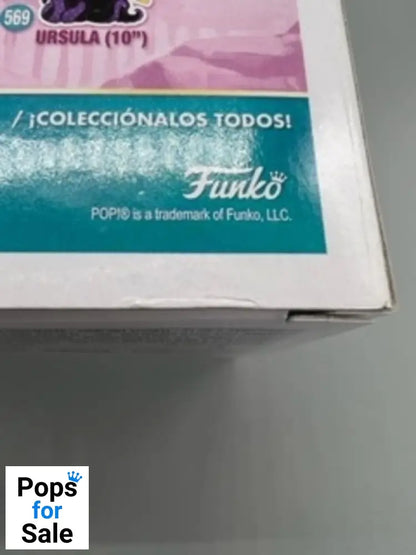 569
URSULA (10")
/ ¡COLECCIÓNALOS TODOS!
Funko
POP!® is a trademark of Funko, LLC.
Pops
for
Sale